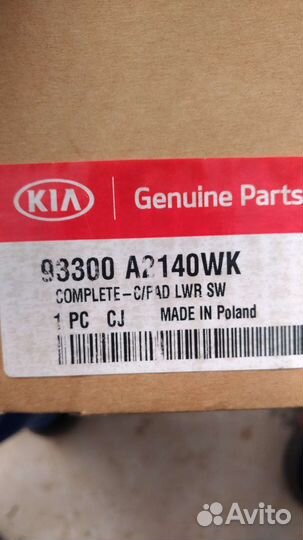 KIA Genuine Parts
93300 A2140WK
COMPLETE-C/PAD LWR SW
1 PC CJ MADE IN Poland
Avito